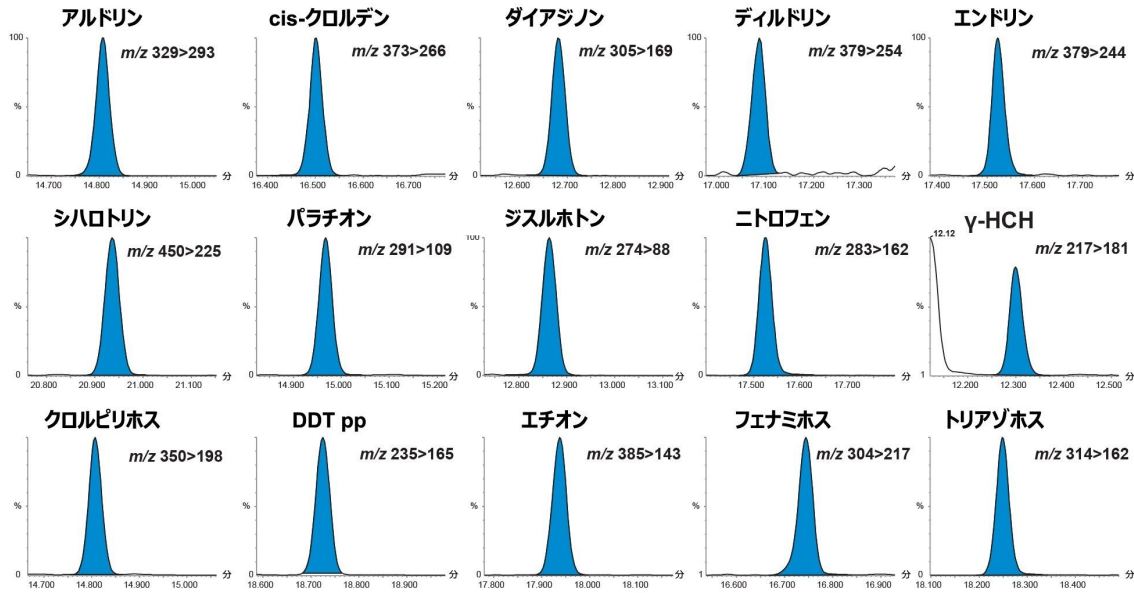 アルドリン
m/z 329>293
100
%
0
14.700 14.800 14.900 15.000 分
cis-クロルデン
m/z 373>266
100
%
0
16.400 16.500 16.600 16.700 分
ダイアジノン
m/z 305>169
100
%
0
12.600 12.700 12.800 12.900 分
ディルドリン
m/z 379>254
100
%
0
17.000 17.100 17.200 17.300 分
エンドリン
m/z 379>244
100
%
0
17.400 17.500 17.600 17.700 分
シハロトリン
m/z 450>225
%
0
20.800 20.900 21.000 21.100 分
パラチオン
m/z 291>109
%
0
14.900 15.000 15.100 15.200 分
ジスルホトン
m/z 274>88
100
%
0
12.800 12.900 13.000 13.100 分
ニトロフェン
m/z 283>162
%
0
17.500 17.600 17.700 分
γ-HCH
12.12
m/z 217>181
%
1
12.200 12.300 12.400 12.500 分
クロルピリホス
m/z 350>198
%
0
14.700 14.800 14.900 15.000 分
DDT pp
m/z 235>165
%
0
18.600 18.700 18.800 18.900 分
エチオン
m/z 385>143
%
0
17.800 17.900 18.000 18.100 分
フェナミホス
m/z 304>217
%
1
16.600 16.700 16.800 16.900 分
トリアゾホス
m/z 314>162
%
0
18.100 18.200 18.300 18.400 分